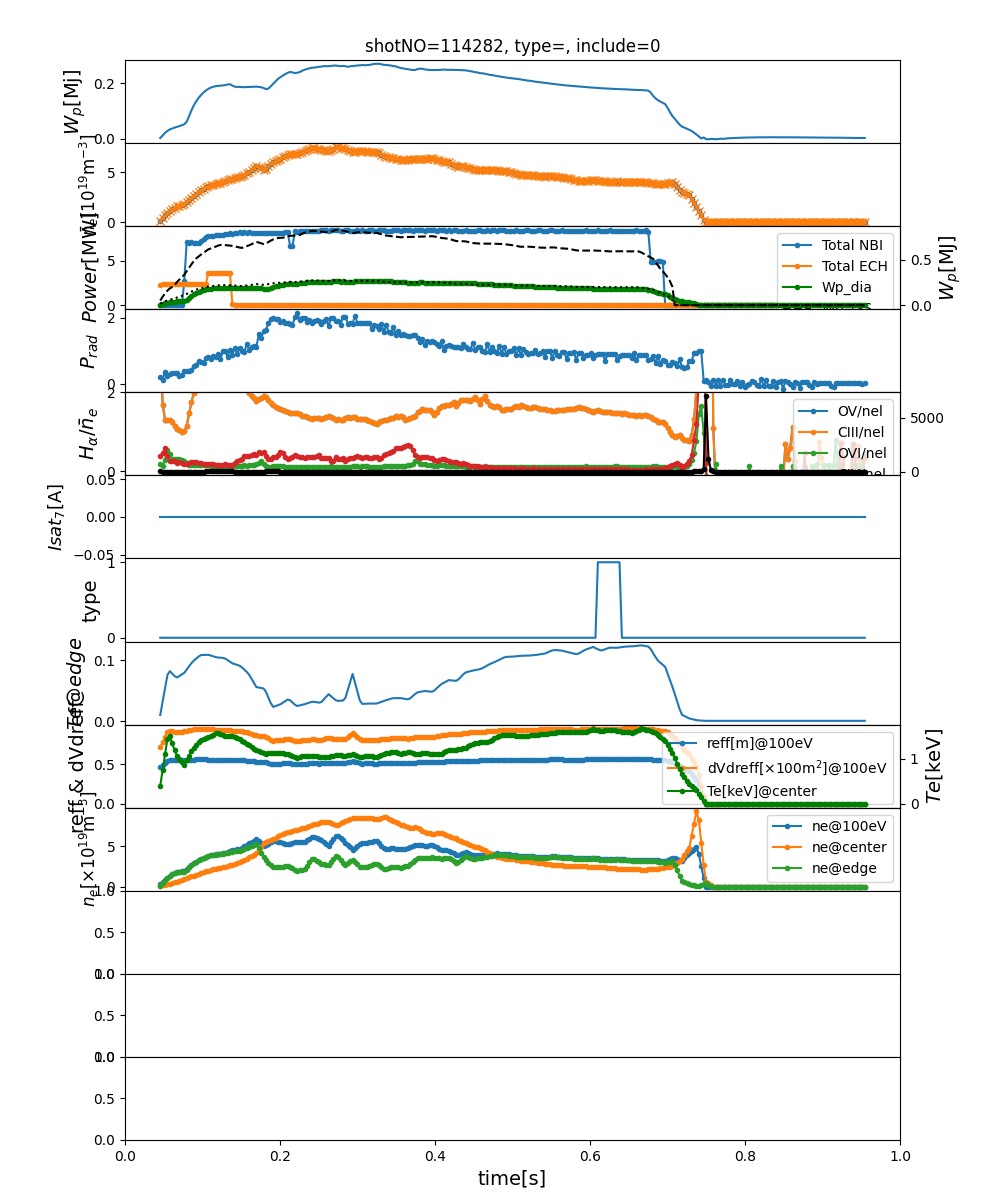 shotNO=114282, type=, include=0
W_p[MJ]
0.2
0.0
[10^19 m^−3]
5
0
Power[MW]
5
0
Total NBI
Total ECH
Wp_dia
0.5
0.0
W_p[MJ]
P_rad
2
0
H_α/n̄_e
2
0
OV/nel
CIII/nel
OVI/nel
5000
0
Isat_7[A]
0.05
0.00
−0.05
type
1
0
Te@edge
0.1
0.0
reff & dVdreff
0.5
0.0
reff[m]@100eV
dVdreff[×100m^2]@100eV
Te[keV]@center
1
0
Te[keV]
n_e[×10^19 m^−3]
5
0
ne@100eV
ne@center
ne@edge
1.0
0.5
0.0
1.0
0.5
0.0
1.0
0.5
0.0
0.0 0.2 0.4 0.6 0.8 1.0
time[s]